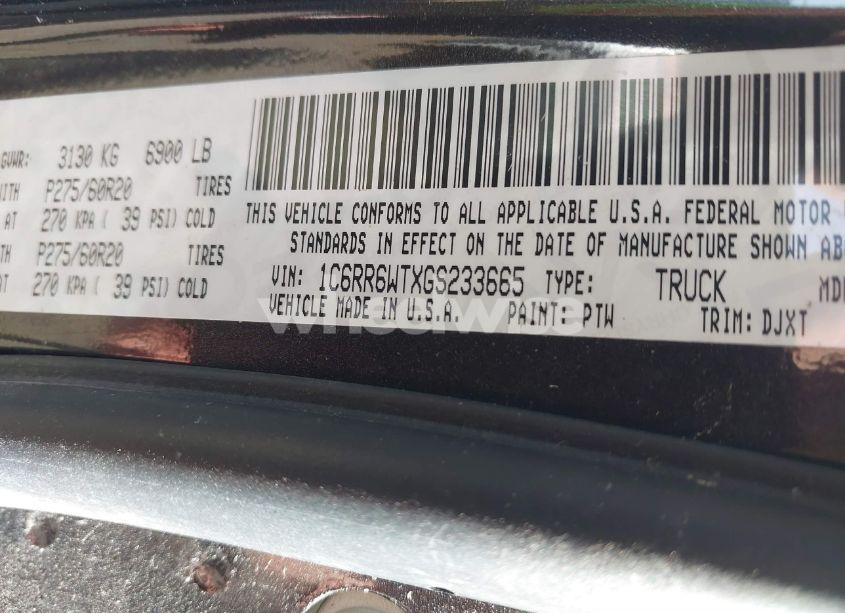 GVWR: 3130 KG 6900 LB
WITH P275/60R20 TIRES
AT 270 KPA ( 39 PSI) COLD
P275/60R20 TIRES
AT 270 KPA ( 39 PSI) COLD
THIS VEHICLE CONFORMS TO ALL APPLICABLE U.S.A. FEDERAL MOTOR
STANDARDS IN EFFECT ON THE DATE OF MANUFACTURE SHOWN AB
VIN: 1C6RR6WTXGS233665 TYPE: TRUCK MD
VEHICLE MADE IN U.S.A. PAINT: PTW TRIM: DJXT
wheelwise